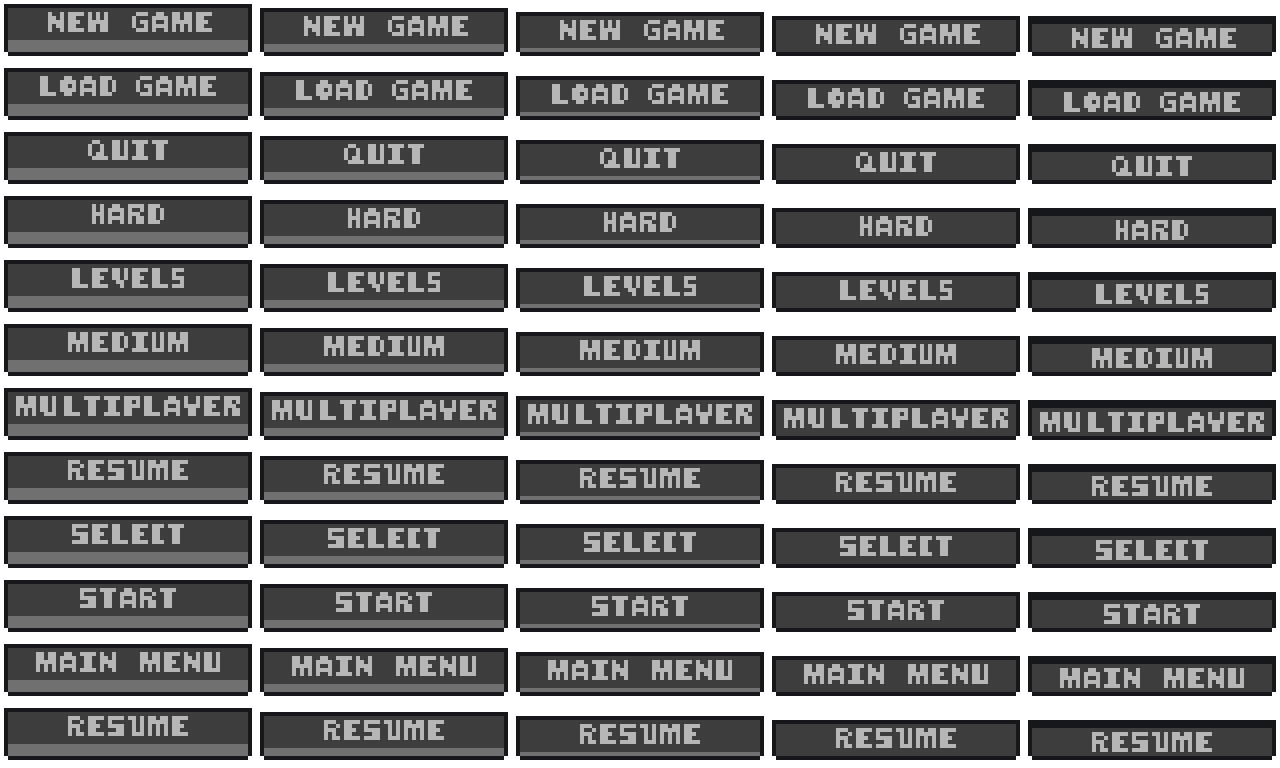 NEW GAME NEW GAME NEW GAME NEW GAME NEW GAME
LOAD GAME LOAD GAME LOAD GAME LOAD GAME LOAD GAME
QUIT QUIT QUIT QUIT QUIT
HARD HARD HARD HARD HARD
LEVELS LEVELS LEVELS LEVELS LEVELS
MEDIUM MEDIUM MEDIUM MEDIUM MEDIUM
MULTIPLAYER MULTIPLAYER MULTIPLAYER MULTIPLAYER MULTIPLAYER
RESUME RESUME RESUME RESUME RESUME
SELECT SELECT SELECT SELECT SELECT
START START START START START
MAIN MENU MAIN MENU MAIN MENU MAIN MENU MAIN MENU
RESUME RESUME RESUME RESUME RESUME